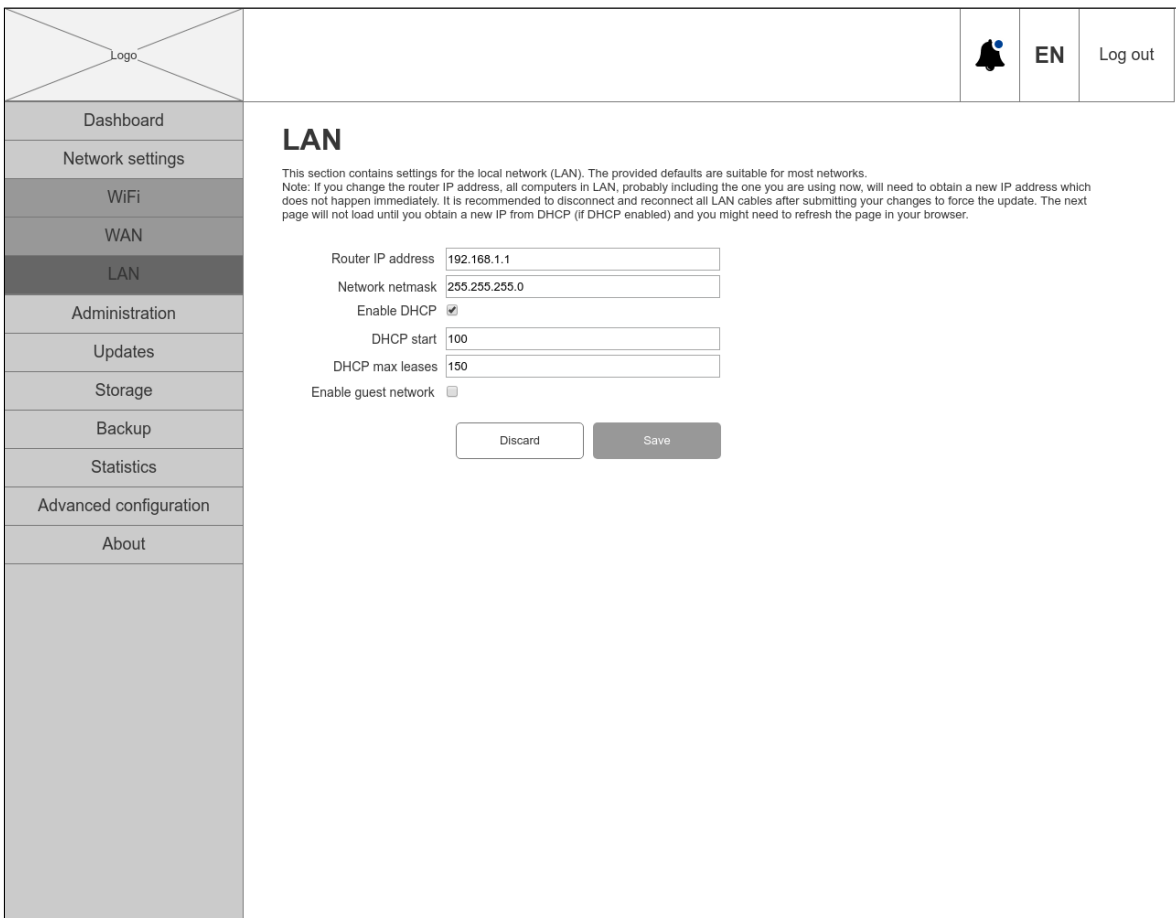 Logo
EN
Log out
Dashboard
Network settings
WiFi
WAN
LAN
Administration
Updates
Storage
Backup
Statistics
Advanced configuration
About
LAN
This section contains settings for the local network (LAN). The provided defaults are suitable for most networks.
Note: If you change the router IP address, all computers in LAN, probably including the one you are using now, will need to obtain a new IP address which
does not happen immediately. It is recommended to disconnect and reconnect all LAN cables after submitting your changes to force the update. The next
page will not load until you obtain a new IP from DHCP (if DHCP enabled) and you might need to refresh the page in your browser.
Router IP address 192.168.1.1
Network netmask 255.255.255.0
Enable DHCP
DHCP start 100
DHCP max leases 150
Enable guest network
Discard Save